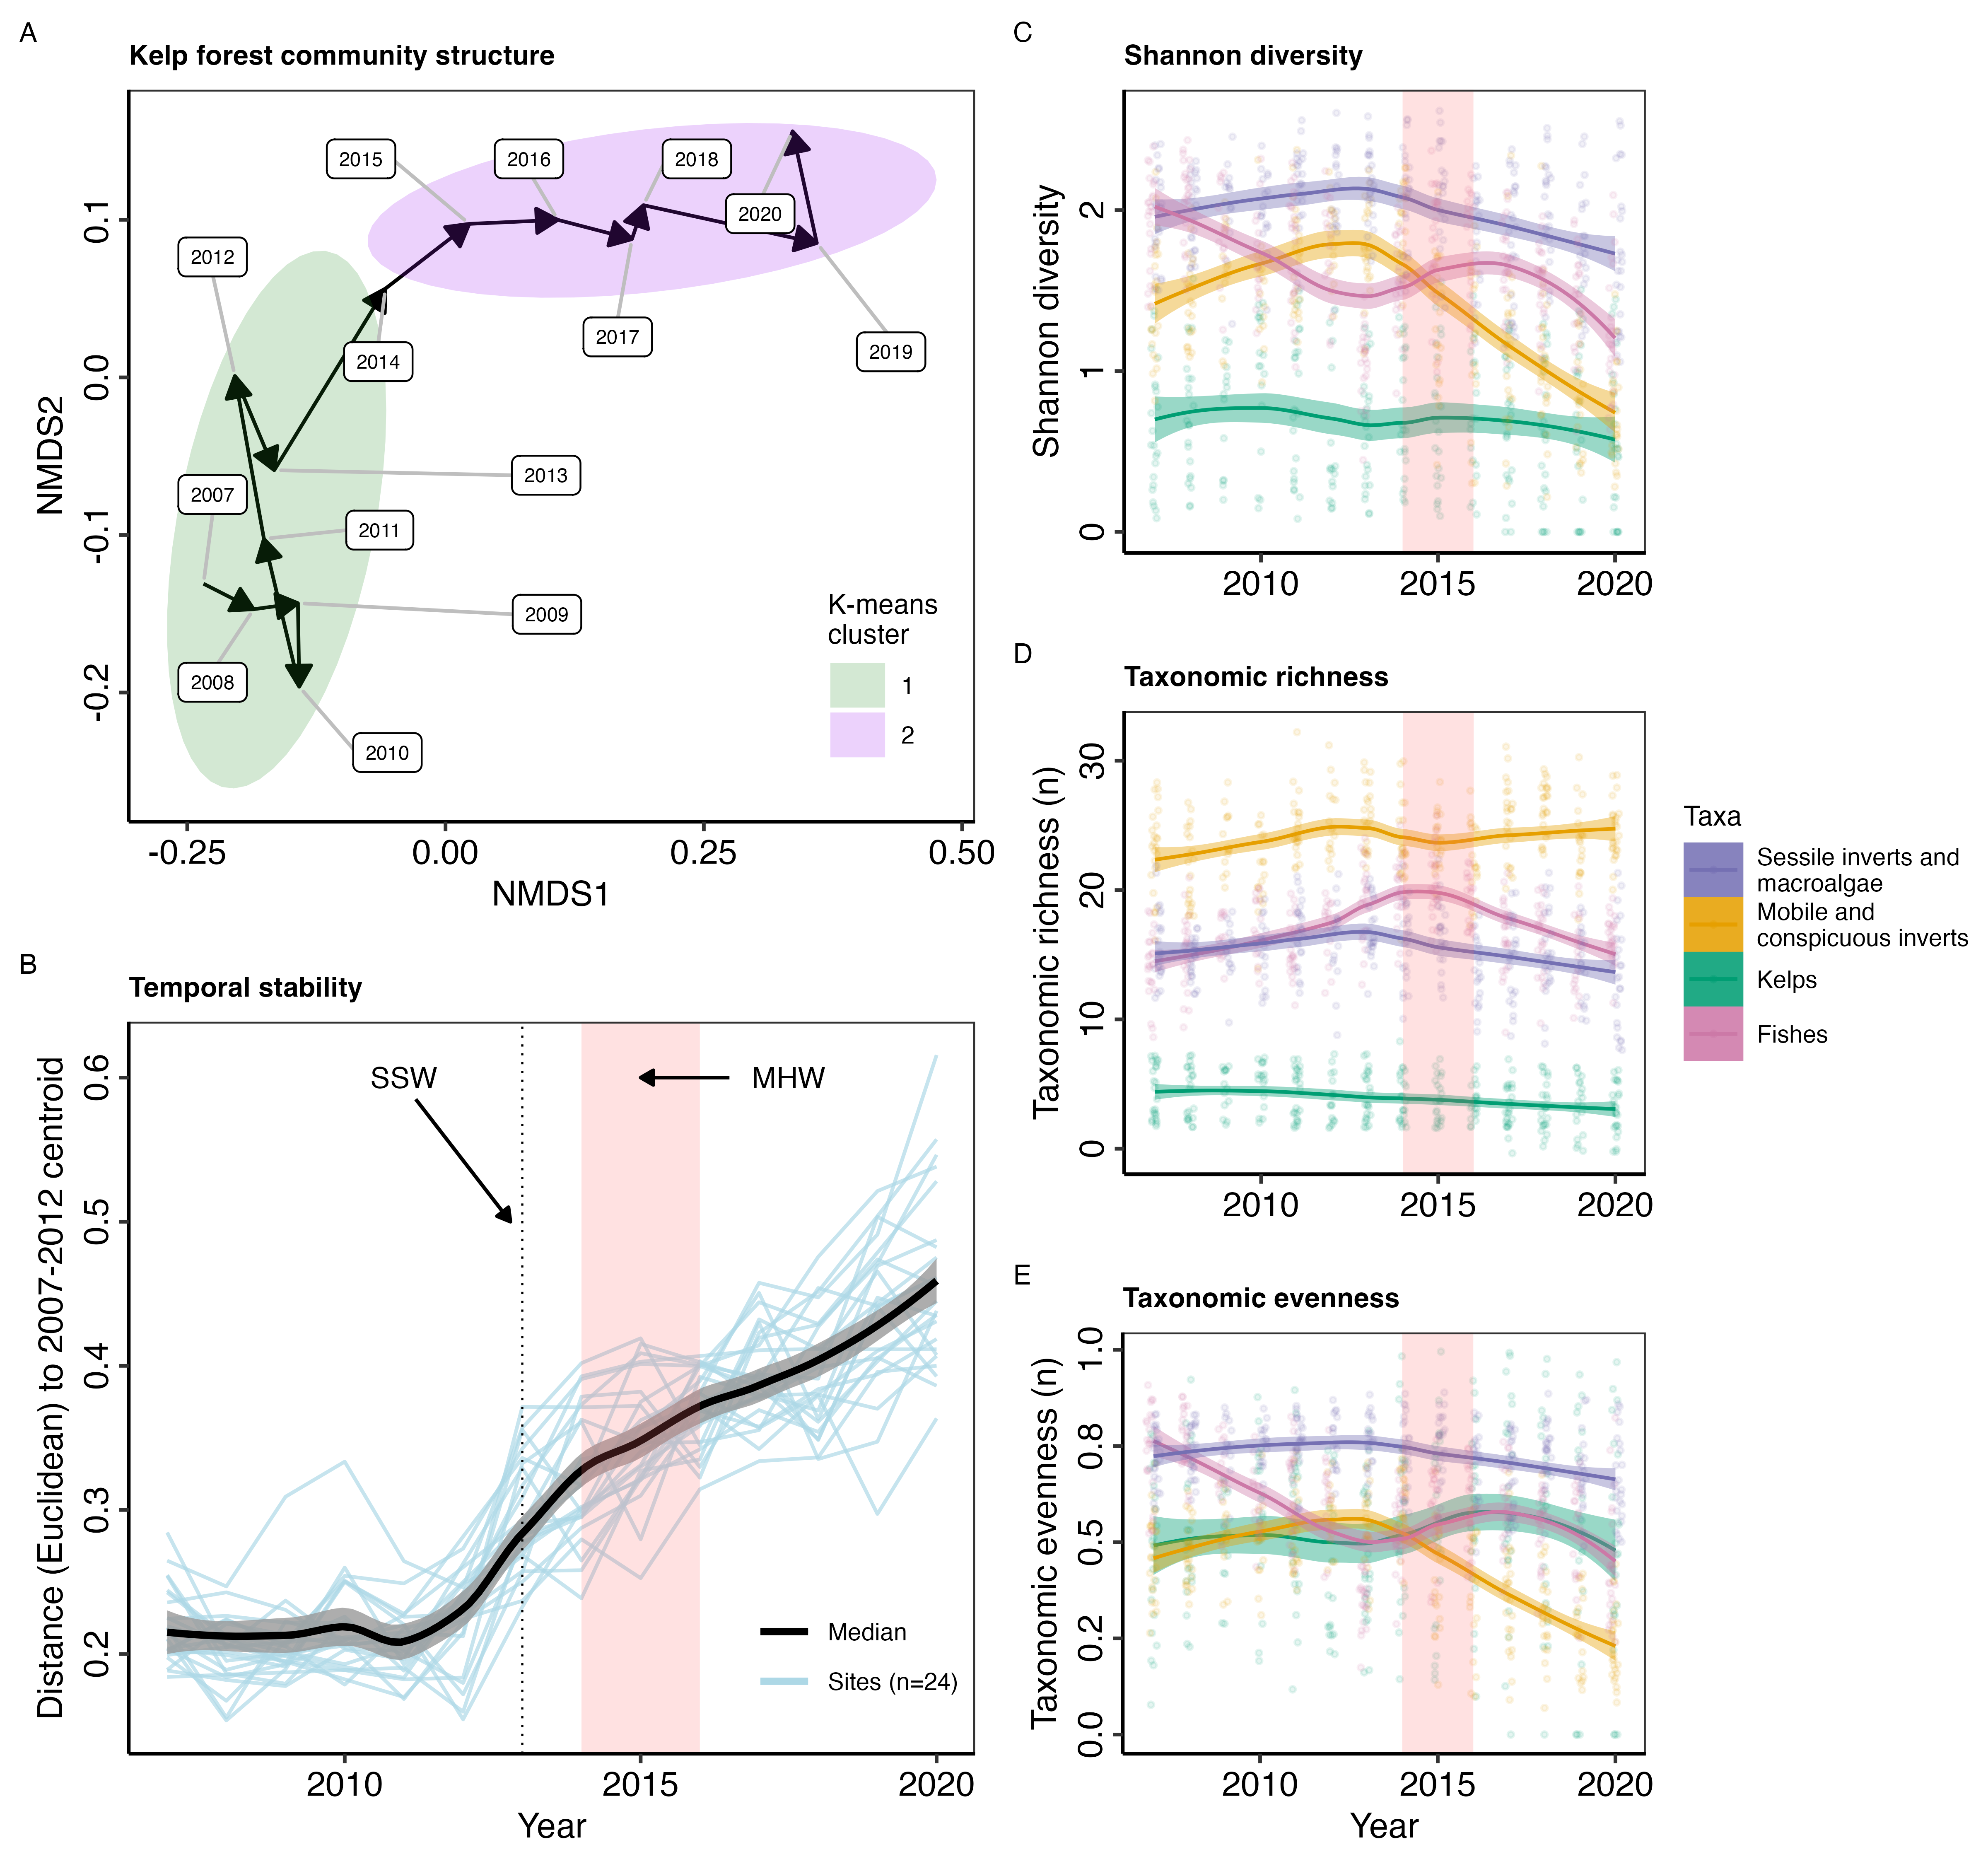 A
Kelp forest community structure
NMDS2
0.1
0.0
-0.1
-0.2
2015
2016
2018
2020
2012
2017
2019
2014
2013
2007
2011
2009
2008
2010
K-means
cluster
1
2
-0.25
0.00
0.25
0.50
NMDS1
B
Temporal stability
Distance (Euclidean) to 2007-2012 centroid
0.6
0.5
0.4
0.3
0.2
SSW
MHW
Median
Sites (n=24)
2010
2015
2020
Year
C
Shannon diversity
Shannon diversity
2
1
0
2010
2015
2020
D
Taxonomic richness
Taxonomic richness (n)
30
20
10
0
2010
2015
2020
Taxa
Sessile inverts and
macroalgae
Mobile and
conspicuous inverts
Kelps
Fishes
E
Taxonomic evenness
Taxonomic evenness (n)
1.0
0.8
0.5
0.2
0.0
2010
2015
2020
Year